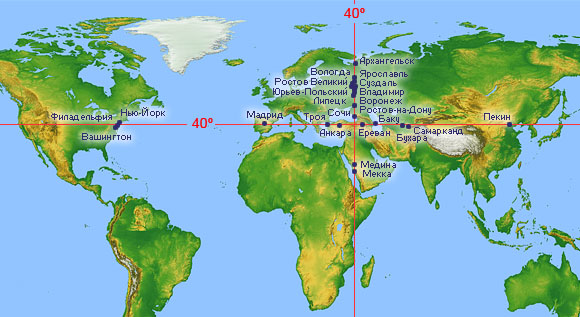 40º
Архангельск
Вологда
Ярославль
Ростов Великий
Суздаль
Юрьев-Польский
Владимир
Липецк
Воронеж
Ростов-на-Дону
Сочи
Мадрид
Троя
Баку
Пекин
Нью-Йорк
Филадельфия
40º
Вашингтон
Анкара
Ереван
Самарканд
Бухара
Медина
Мекка